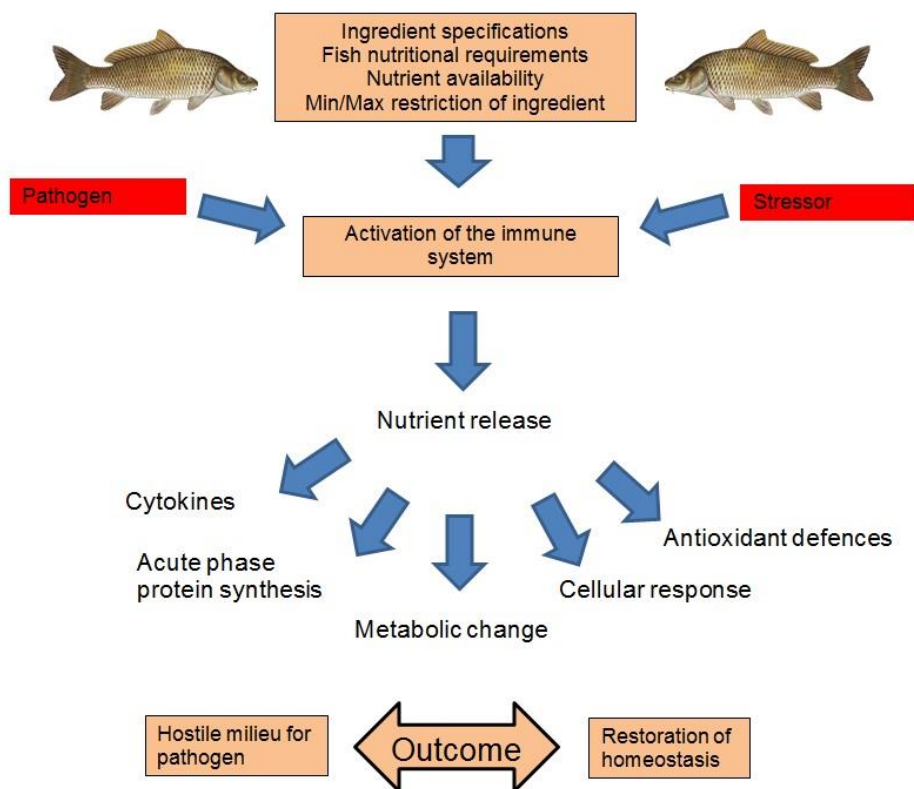 Ingredient specifications
Fish nutritional requirements
Nutrient availability
Min/Max restriction of ingredient
Pathogen
Stressor
Activation of the immune
system
Nutrient release
Cytokines
Antioxidant defences
Acute phase
protein synthesis
Cellular response
Metabolic change
Hostile milieu for
pathogen
Outcome
Restoration of
homeostasis